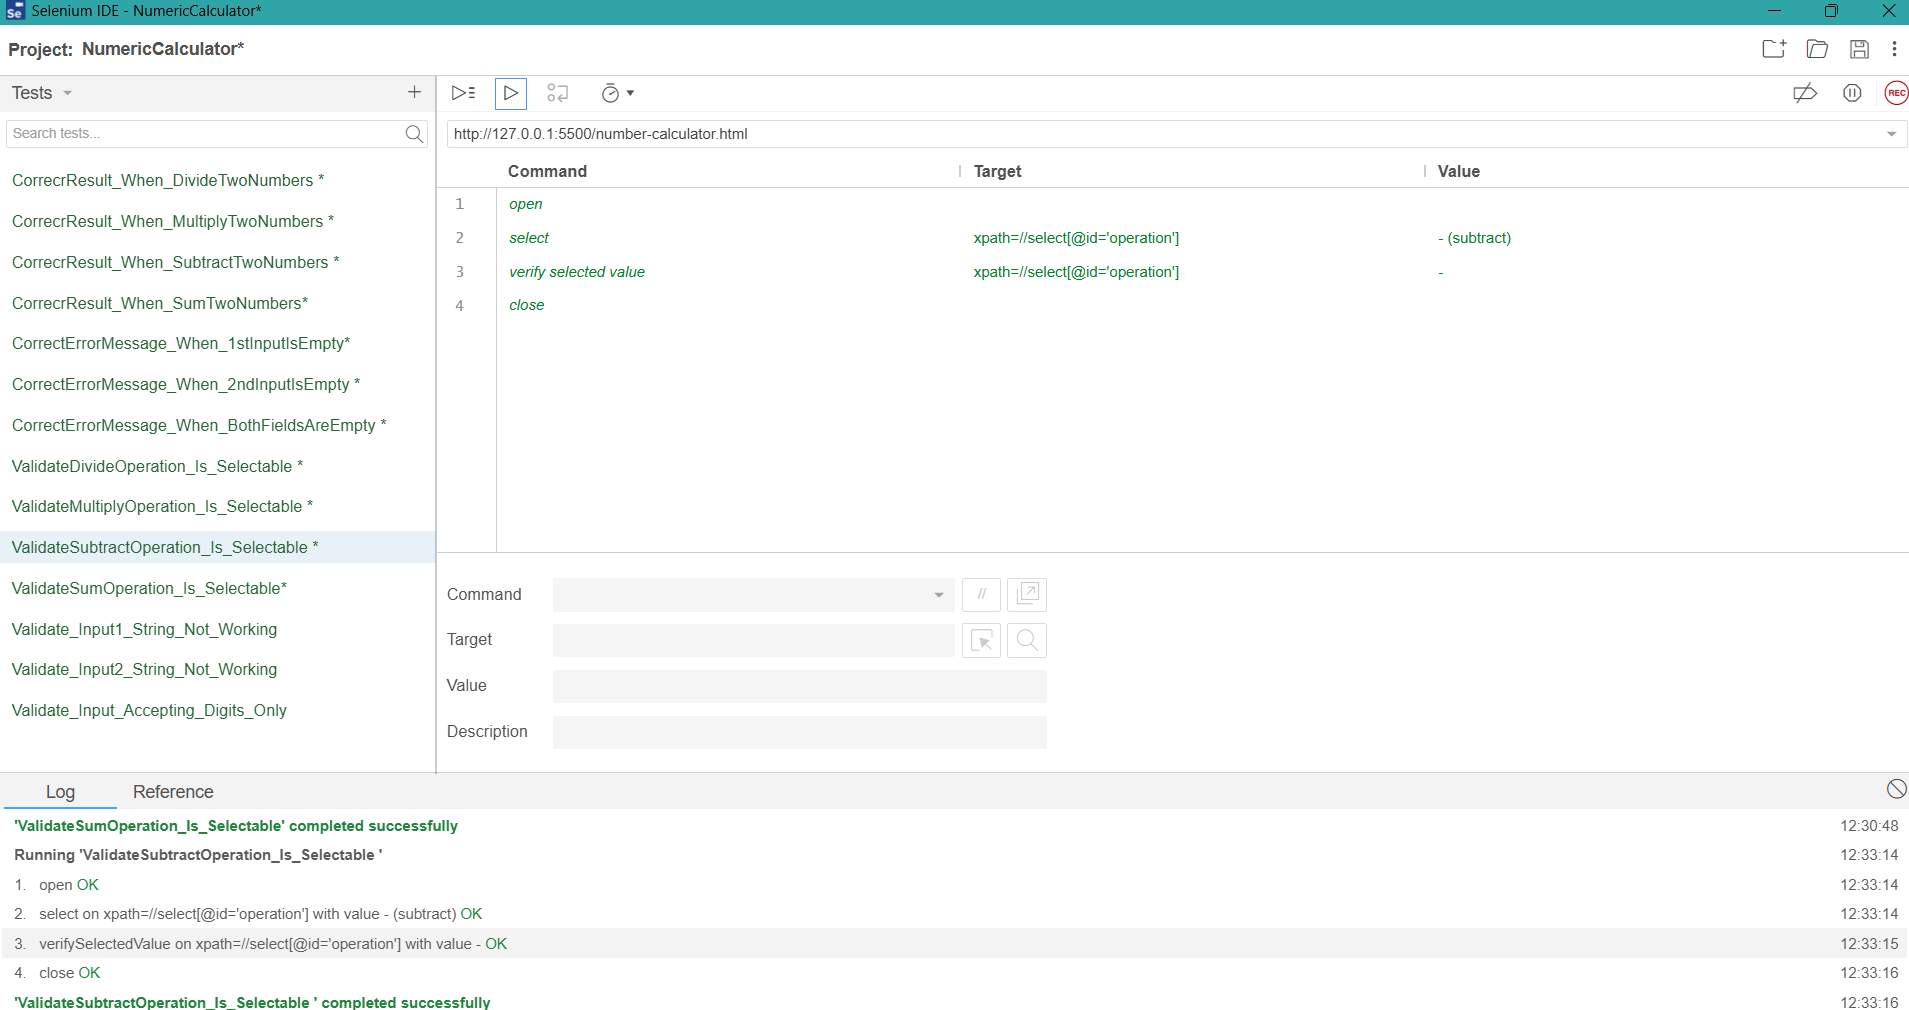 Se Selenium IDE - NumericCalculator*
Project: NumericCalculator*
Tests
Search tests...
CorrecrResult_When_DivideTwoNumbers *
CorrecrResult_When_MultiplyTwoNumbers *
CorrecrResult_When_SubtractTwoNumbers *
CorrecrResult_When_SumTwoNumbers*
CorrectErrorMessage_When_1stInputIsEmpty*
CorrectErrorMessage_When_2ndInputIsEmpty *
CorrectErrorMessage_When_BothFieldsAreEmpty *
ValidateDivideOperation_Is_Selectable *
ValidateMultiplyOperation_Is_Selectable *
ValidateSubtractOperation_Is_Selectable *
ValidateSumOperation_Is_Selectable*
Validate_Input1_String_Not_Working
Validate_Input2_String_Not_Working
Validate_Input_Accepting_Digits_Only
REC
http://127.0.0.1:5500/number-calculator.html
Command Target Value
1 open
2 select xpath=//select[@id='operation'] - (subtract)
3 verify selected value xpath=//select[@id='operation'] -
4 close
Command //
Target
Value
Description
Log Reference
'ValidateSumOperation_Is_Selectable' completed successfully 12:30:48
Running 'ValidateSubtractOperation_Is_Selectable ' 12:33:14
1. open OK 12:33:14
2. select on xpath=//select[@id='operation'] with value - (subtract) OK 12:33:14
3. verifySelectedValue on xpath=//select[@id='operation'] with value - OK 12:33:15
4. close OK 12:33:16
'ValidateSubtractOperation_Is_Selectable ' completed successfully 12:33:16